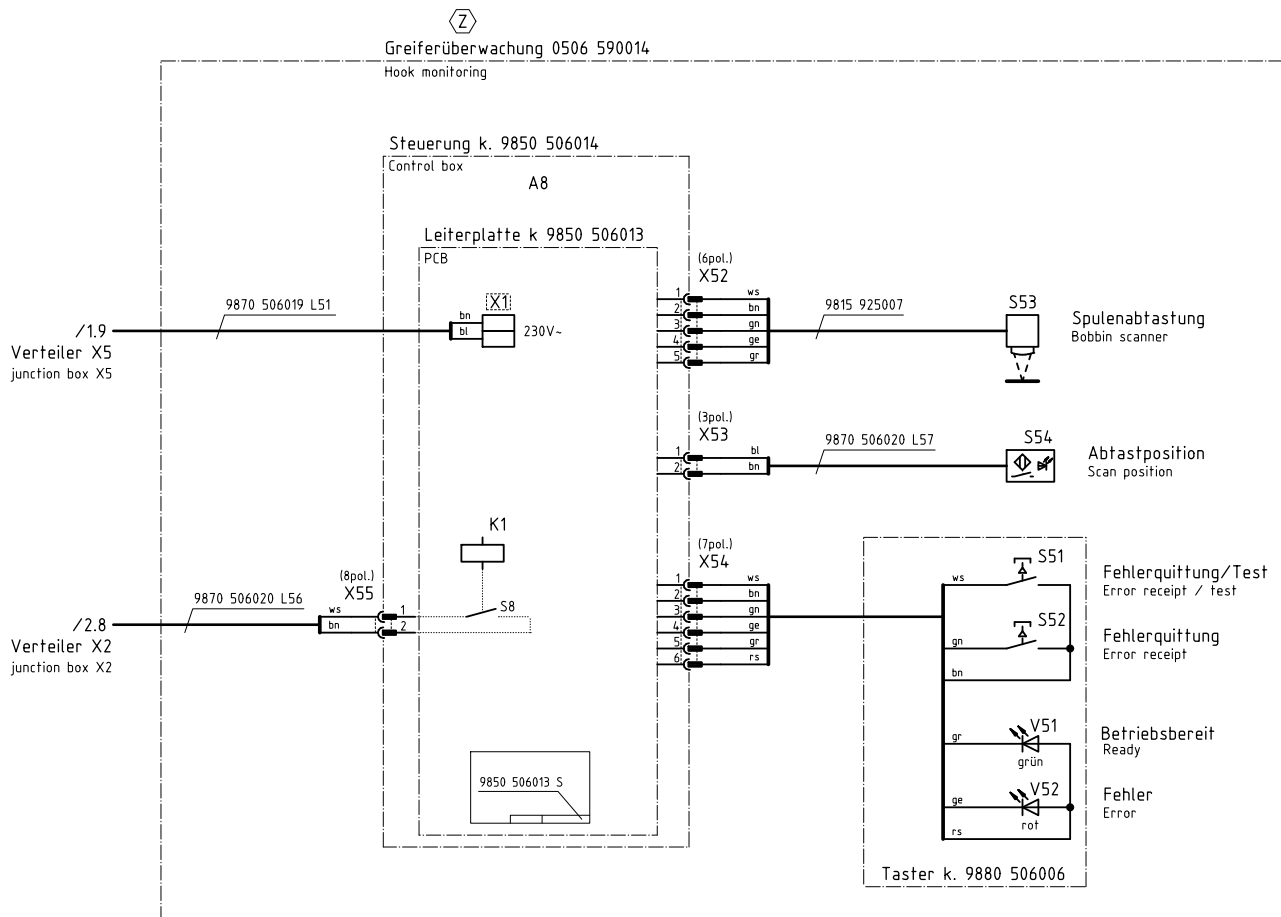 Z
Greiferüberwachung 0506 590014
Hook monitoring
Steuerung k. 9850 506014
Control box
A8
Leiterplatte k 9850 506013
PCB
9870 506019 L51
/1.9
Verteiler X5
junction box X5
bn
bl
X1
230V~
(6pol.)
X52
1 ws
2 bn
3 gn
4 ge
5 gr
9815 925007
S53
Spulenabtastung
Bobbin scanner
(3pol.)
X53
1 bl
2 bn
9870 506020 L57
S54
Abtastposition
Scan position
K1
S8
(8pol.)
X55
ws 1
bn 2
9870 506020 L56
/2.8
Verteiler X2
junction box X2
(7pol.)
X54
1 ws
2 bn
3 gn
4 ge
5 gr
6 rs
ws
S51
Fehlerquittung/Test
Error receipt / test
gn
S52
Fehlerquittung
Error receipt
bn
gr
V51
grün
Betriebsbereit
Ready
ge
V52
rot
Fehler
Error
rs
Taster k. 9880 506006
9850 506013 S